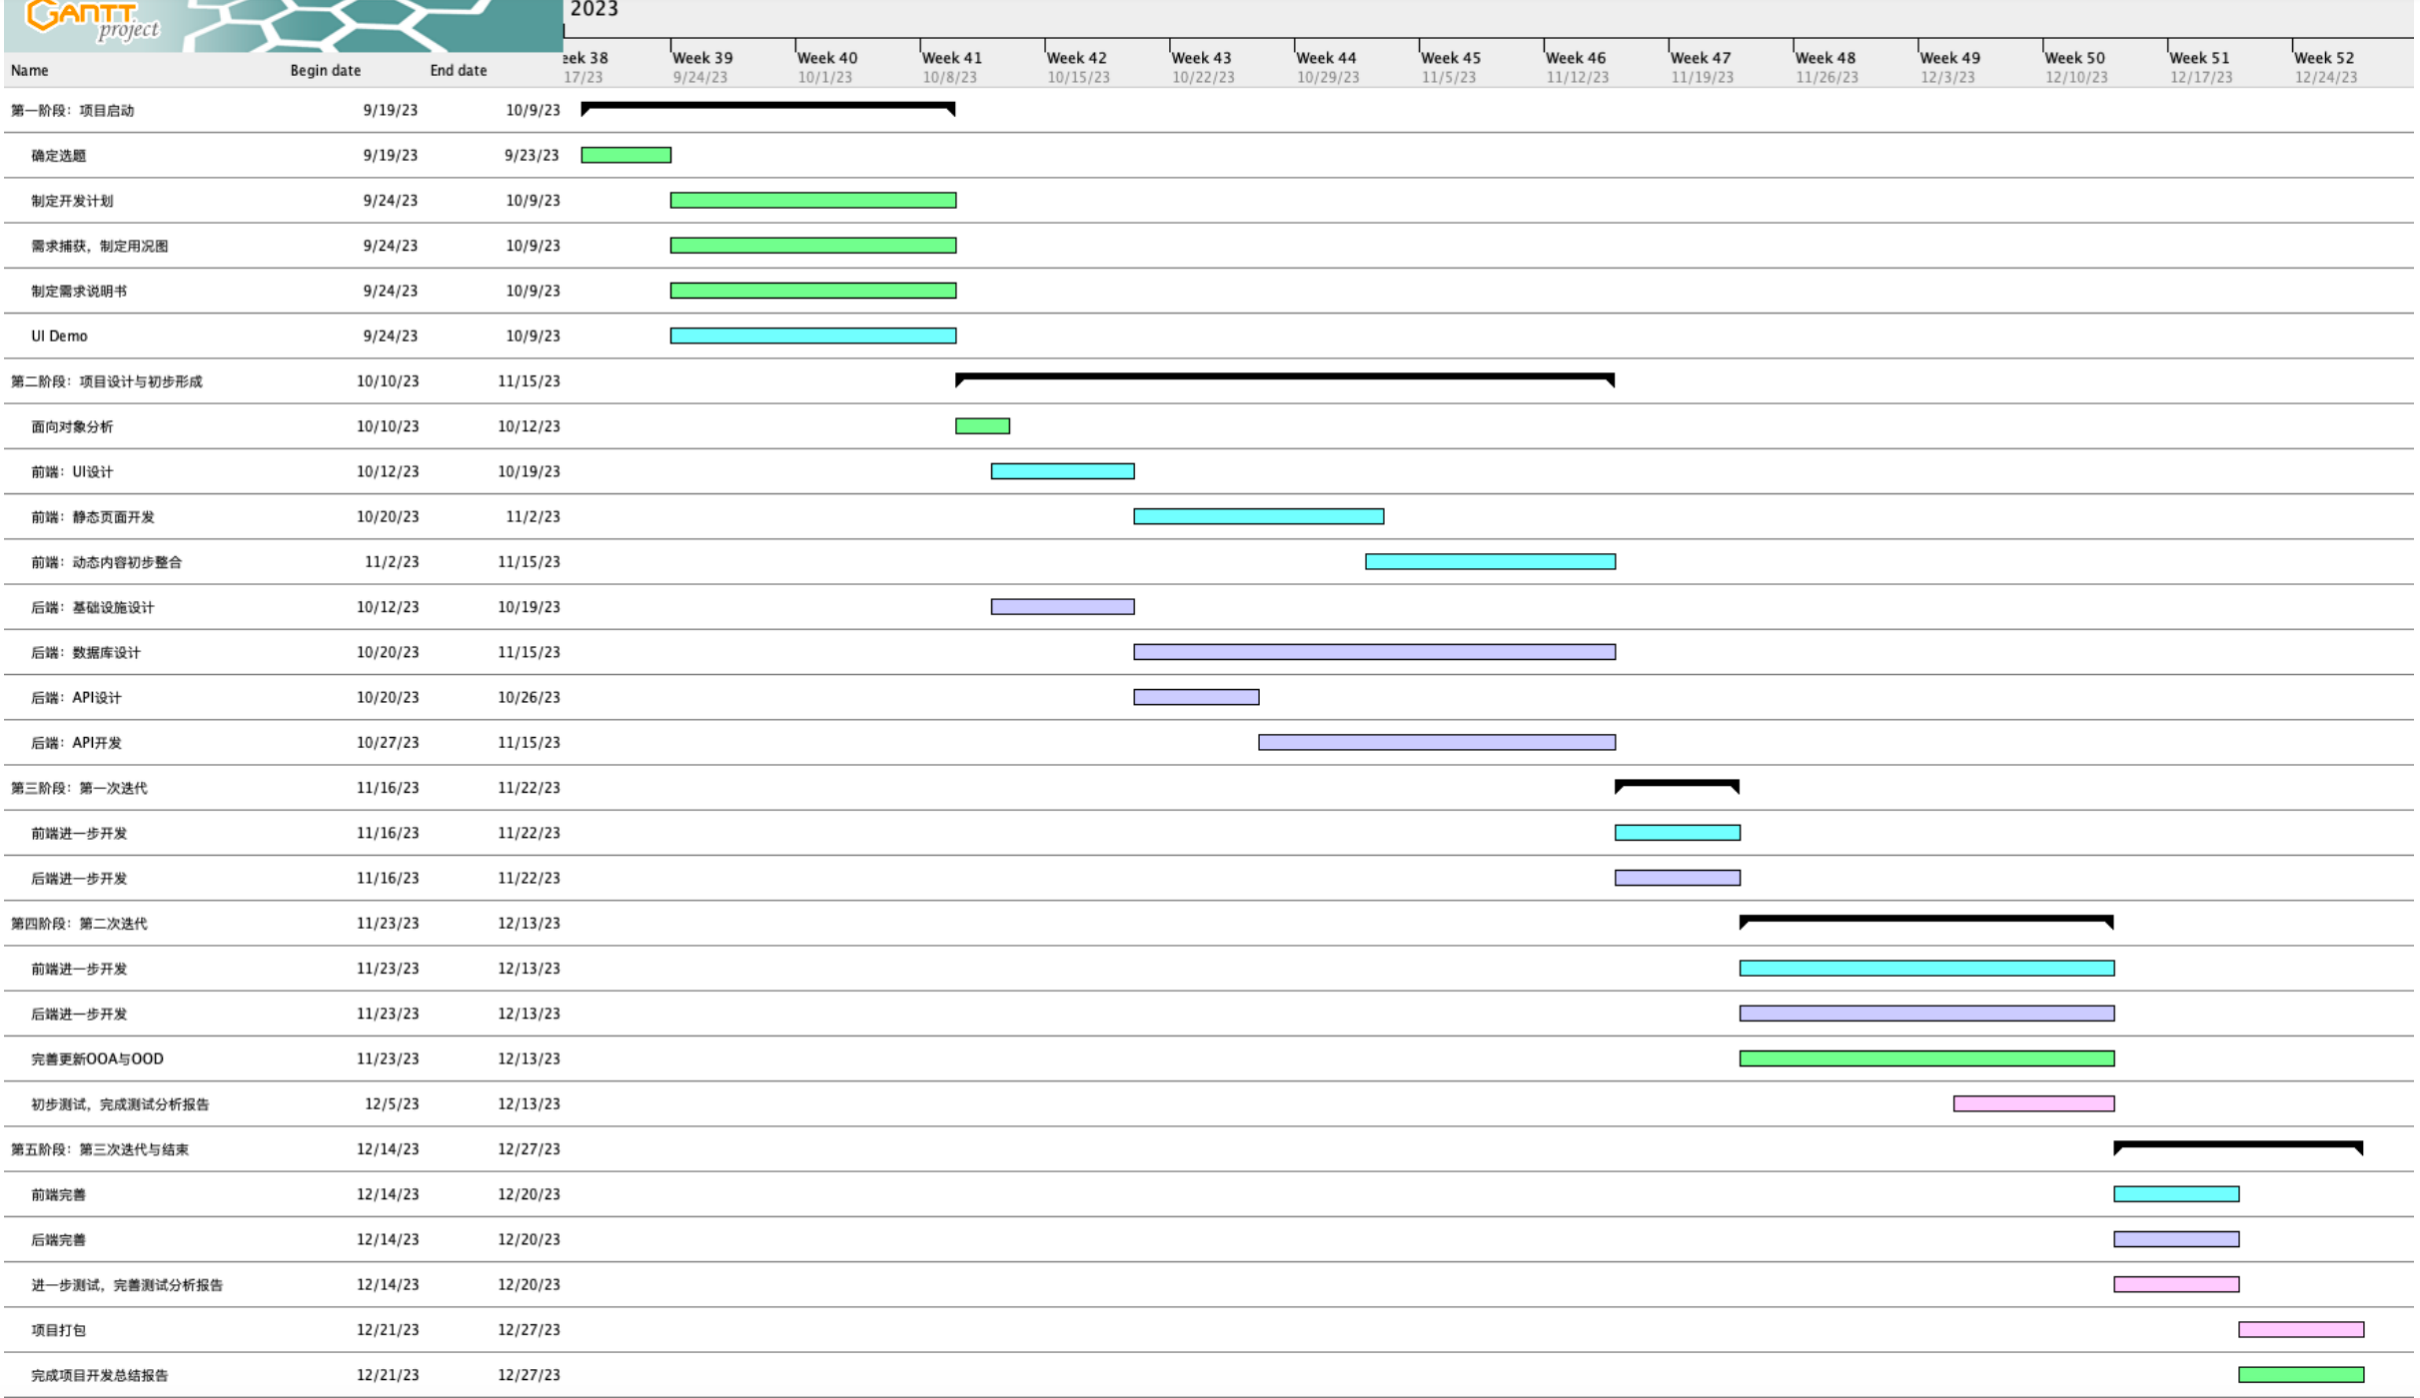 GANTT
project
2023
eek 38 Week 39 Week 40 Week 41 Week 42 Week 43 Week 44 Week 45 Week 46 Week 47 Week 48 Week 49 Week 50 Week 51 Week 52
Name Begin date End date 17/23 9/24/23 10/1/23 10/8/23 10/15/23 10/22/23 10/29/23 11/5/23 11/12/23 11/19/23 11/26/23 12/3/23 12/10/23 12/17/23 12/24/23
第一阶段：项目启动 9/19/23 10/9/23
确定选题 9/19/23 9/23/23
制定开发计划 9/24/23 10/9/23
需求捕获，制定用况图 9/24/23 10/9/23
制定需求说明书 9/24/23 10/9/23
UI Demo 9/24/23 10/9/23
第二阶段：项目设计与初步形成 10/10/23 11/15/23
面向对象分析 10/10/23 10/12/23
前端：UI设计 10/12/23 10/19/23
前端：静态页面开发 10/20/23 11/2/23
前端：动态内容初步整合 11/2/23 11/15/23
后端：基础设施设计 10/12/23 10/19/23
后端：数据库设计 10/20/23 11/15/23
后端：API设计 10/20/23 10/26/23
后端：API开发 10/27/23 11/15/23
第三阶段：第一次迭代 11/16/23 11/22/23
前端进一步开发 11/16/23 11/22/23
后端进一步开发 11/16/23 11/22/23
第四阶段：第二次迭代 11/23/23 12/13/23
前端进一步开发 11/23/23 12/13/23
后端进一步开发 11/23/23 12/13/23
完善更新OOA与OOD 11/23/23 12/13/23
初步测试，完成测试分析报告 12/5/23 12/13/23
第五阶段：第三次迭代与结束 12/14/23 12/27/23
前端完善 12/14/23 12/20/23
后端完善 12/14/23 12/20/23
进一步测试，完善测试分析报告 12/14/23 12/20/23
项目打包 12/21/23 12/27/23
完成项目开发总结报告 12/21/23 12/27/23